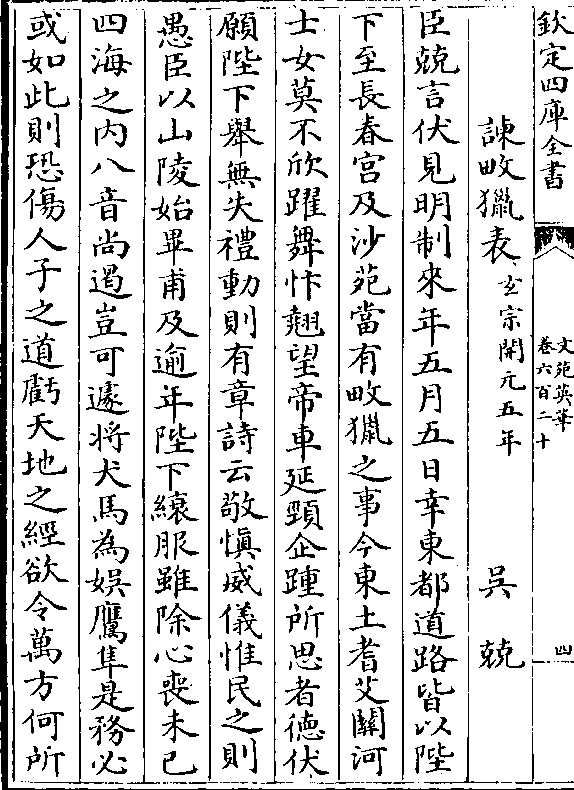 欽定四庫全書
文苑英華
卷六百二十
四
諫畋獵表 玄宗開元五年 吳兢
臣兢言伏見明制來年五月五日幸東都道路皆以陛
下至長春宮及沙苑當有畋獵之事今東土耆艾關河
士女莫不欣躍舞忭翹望帝車延頸企踵所思者德伏
願陛下舉無失禮動則有章詩云敬慎威儀惟民之則
愚臣以山陵始畢甫及逾年陛下縗服雖除心喪未已
四海之内八音尚遏豈可遽將犬馬為娯鷹隼是務必
或如此則恐傷人子之道虧天地之經欲令萬方何所